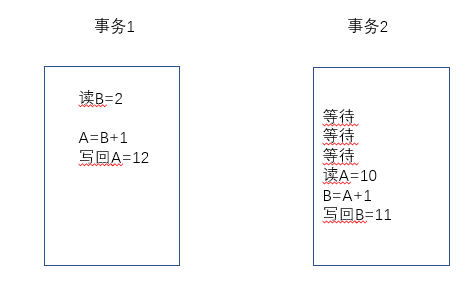 事务1
事务2
读B=2
A=B+1
写回A=12
等待
等待
等待
读A=10
B=A+1
写回B=11